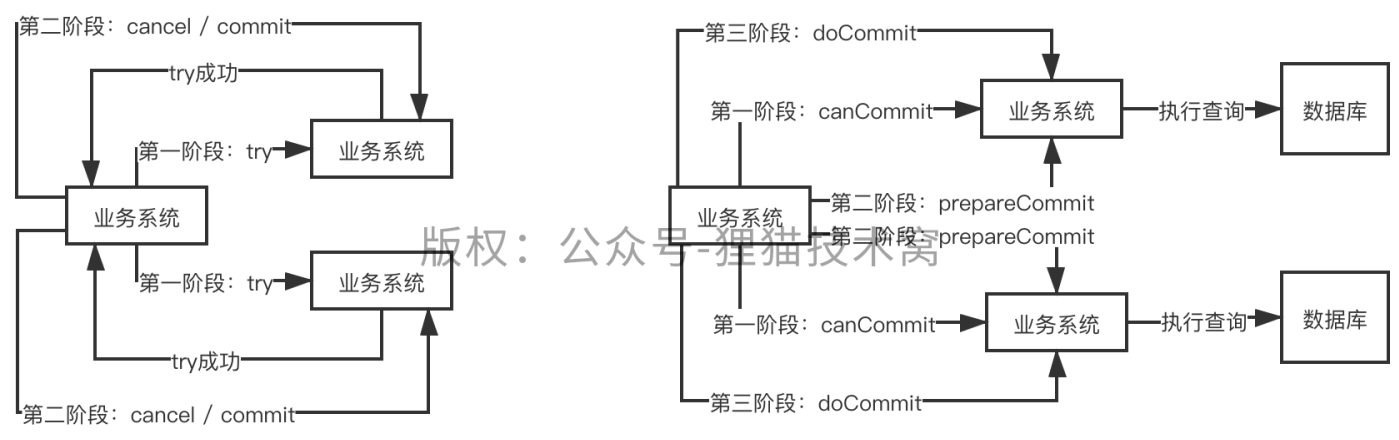 第二阶段：cancel / commit
try成功
第一阶段：try
业务系统
业务系统
第一阶段：try
业务系统
try成功
第二阶段：cancel / commit
第三阶段：doCommit
第一阶段：canCommit
业务系统
执行查询
数据库
业务系统
第二阶段：prepareCommit
第二阶段：prepareCommit
第一阶段：canCommit
业务系统
执行查询
数据库
第三阶段：doCommit
版权：公众号-狸猫技术窝